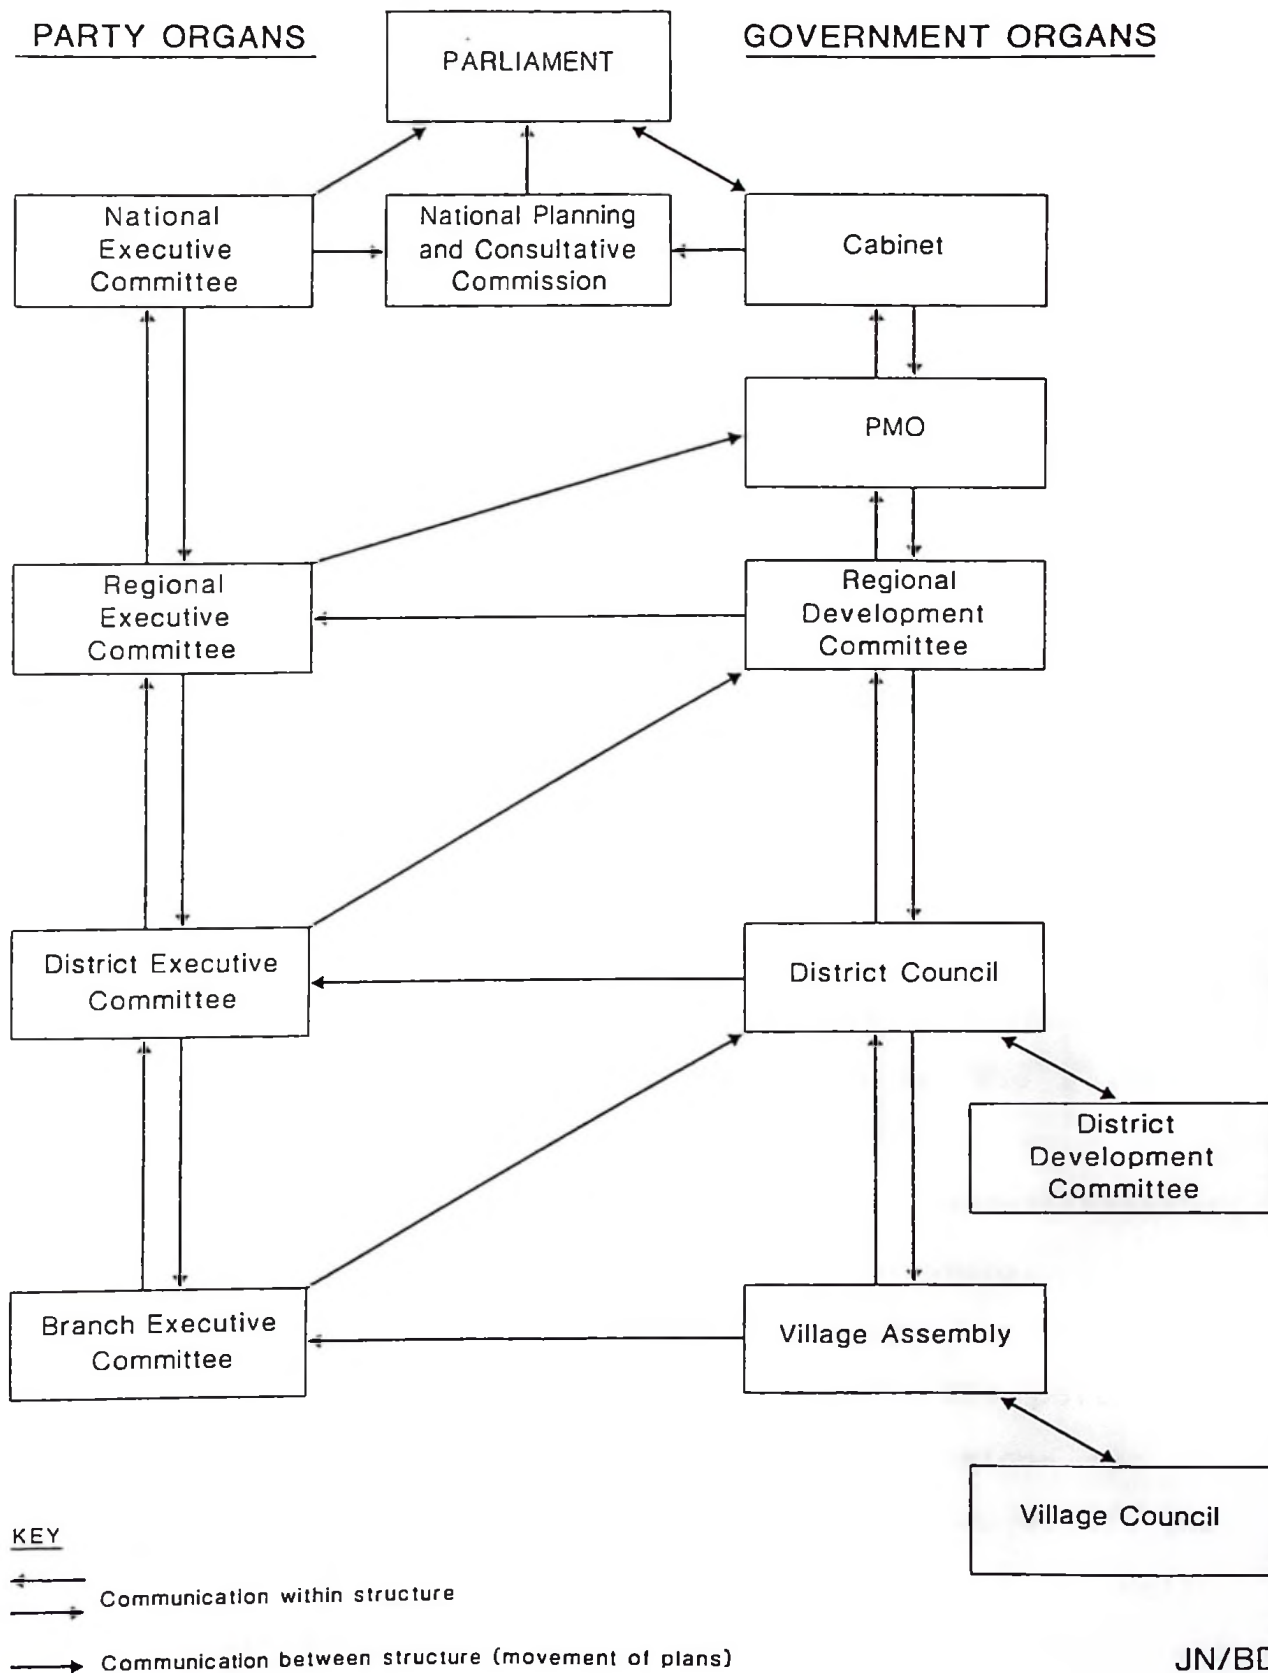 PARTY ORGANS
GOVERNMENT ORGANS
PARLIAMENT
National
Executive
Committee
National Planning
and Consultative
Commission
Cabinet
PMO
Regional
Executive
Committee
Regional
Development
Committee
District Executive
Committee
District Council
District
Development
Committee
Branch Executive
Committee
Village Assembly
Village Council
KEY
Communication within structure
Communication between structure (movement of plans)
JN/BD